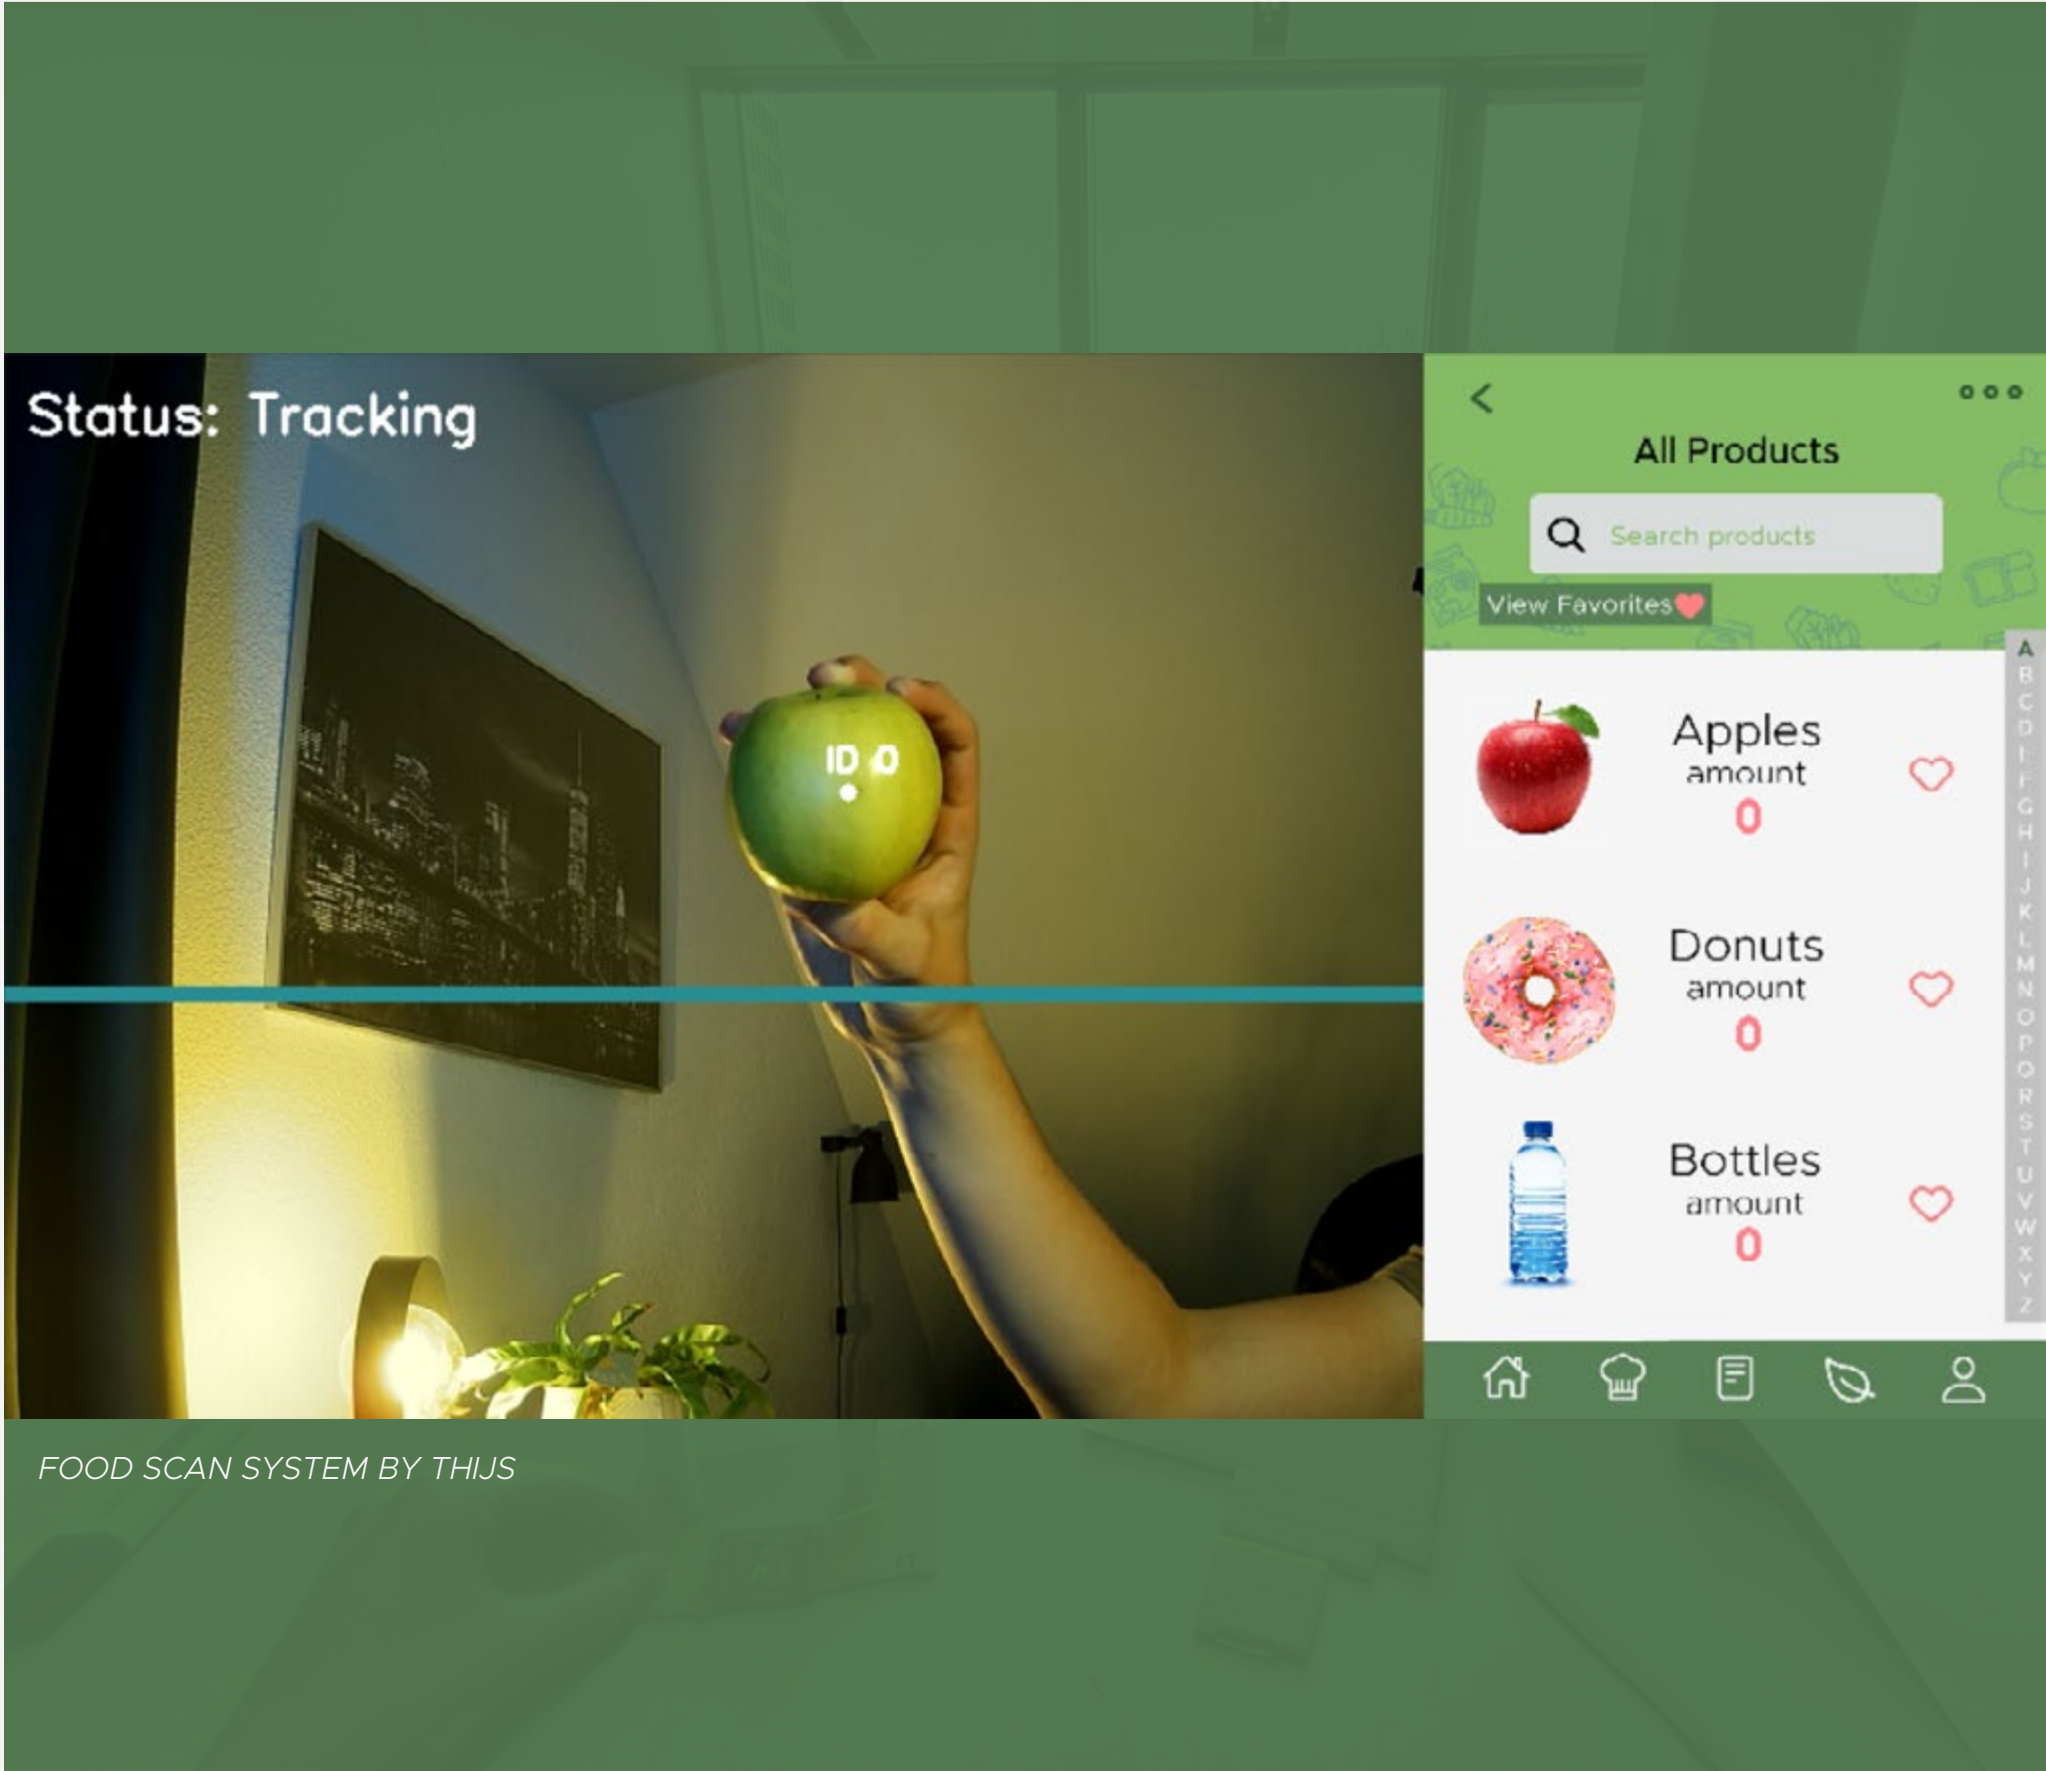 Status: Tracking
ID 0
All Products
Search products
View Favorites
Apples
amount
0
Donuts
amount
0
Bottles
amount
0
A
B
C
D
F
G
H
I
J
K
L
M
N
O
P
Q
R
S
T
U
V
W
X
Y
Z
FOOD SCAN SYSTEM BY THIJS